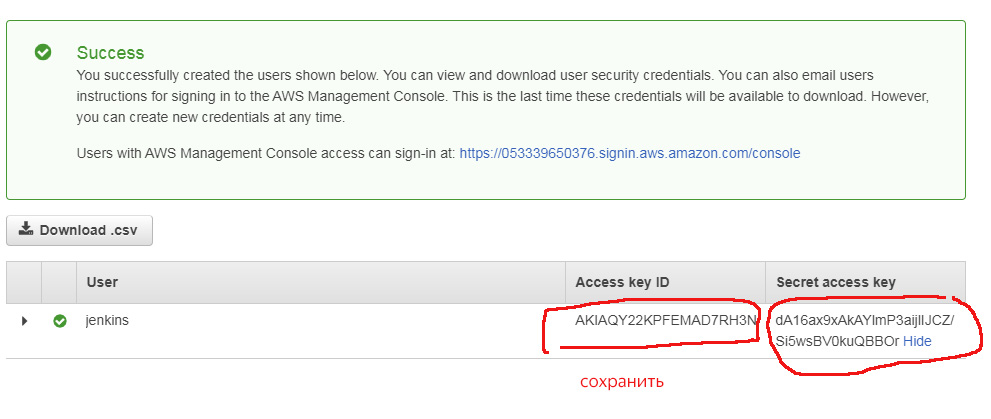 Success
You successfully created the users shown below. You can view and download user security credentials. You can also email users
instructions for signing in to the AWS Management Console. This is the last time these credentials will be available to download. However,
you can create new credentials at any time.
Users with AWS Management Console access can sign-in at: https://053339650376.signin.aws.amazon.com/console
Download .csv
User Access key ID Secret access key
jenkins AKIAQY22KPFEMAD7RH3N
Hide
сохранить